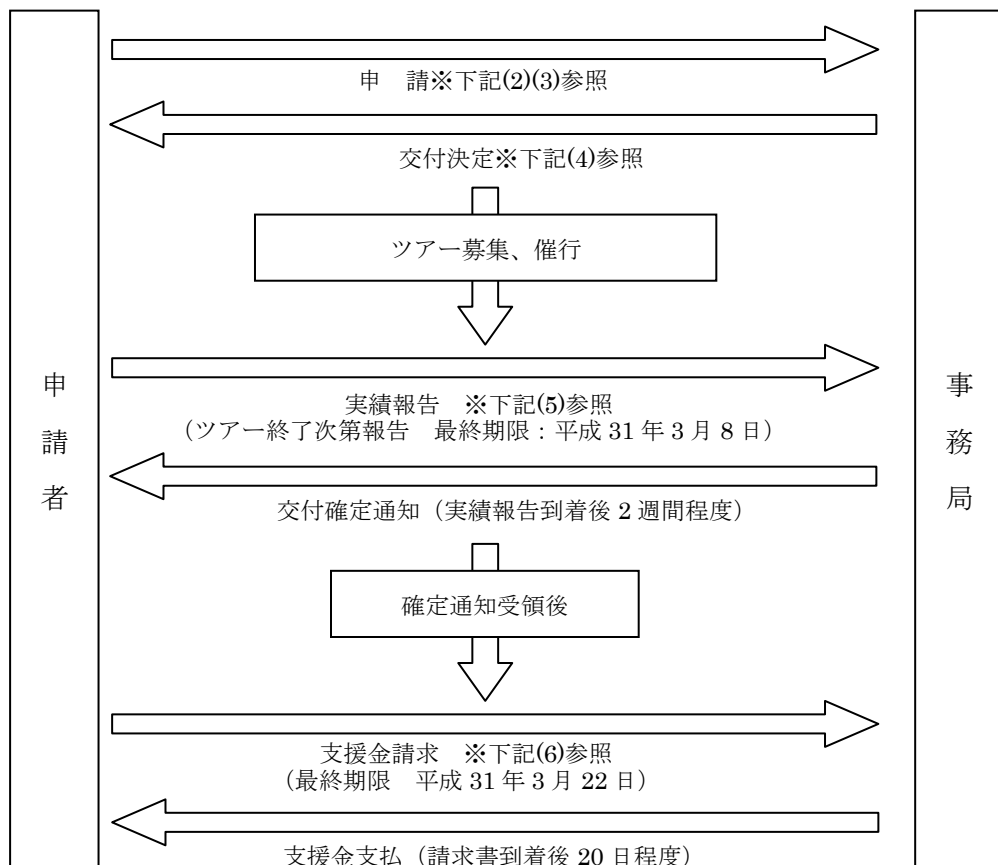 申　請※下記(2)(3)参照
交付決定※下記(4)参照
ツアー募集、催行
実績報告　※下記(5)参照
（ツアー終了次第報告　最終期限：平成 31 年 3 月 8 日）
交付確定通知（実績報告到着後 2 週間程度）
確定通知受領後
支援金請求　※下記(6)参照
（最終期限　平成 31 年 3 月 22 日）
支援金支払（請求書到着後 20 日程度）
申請者
事務局